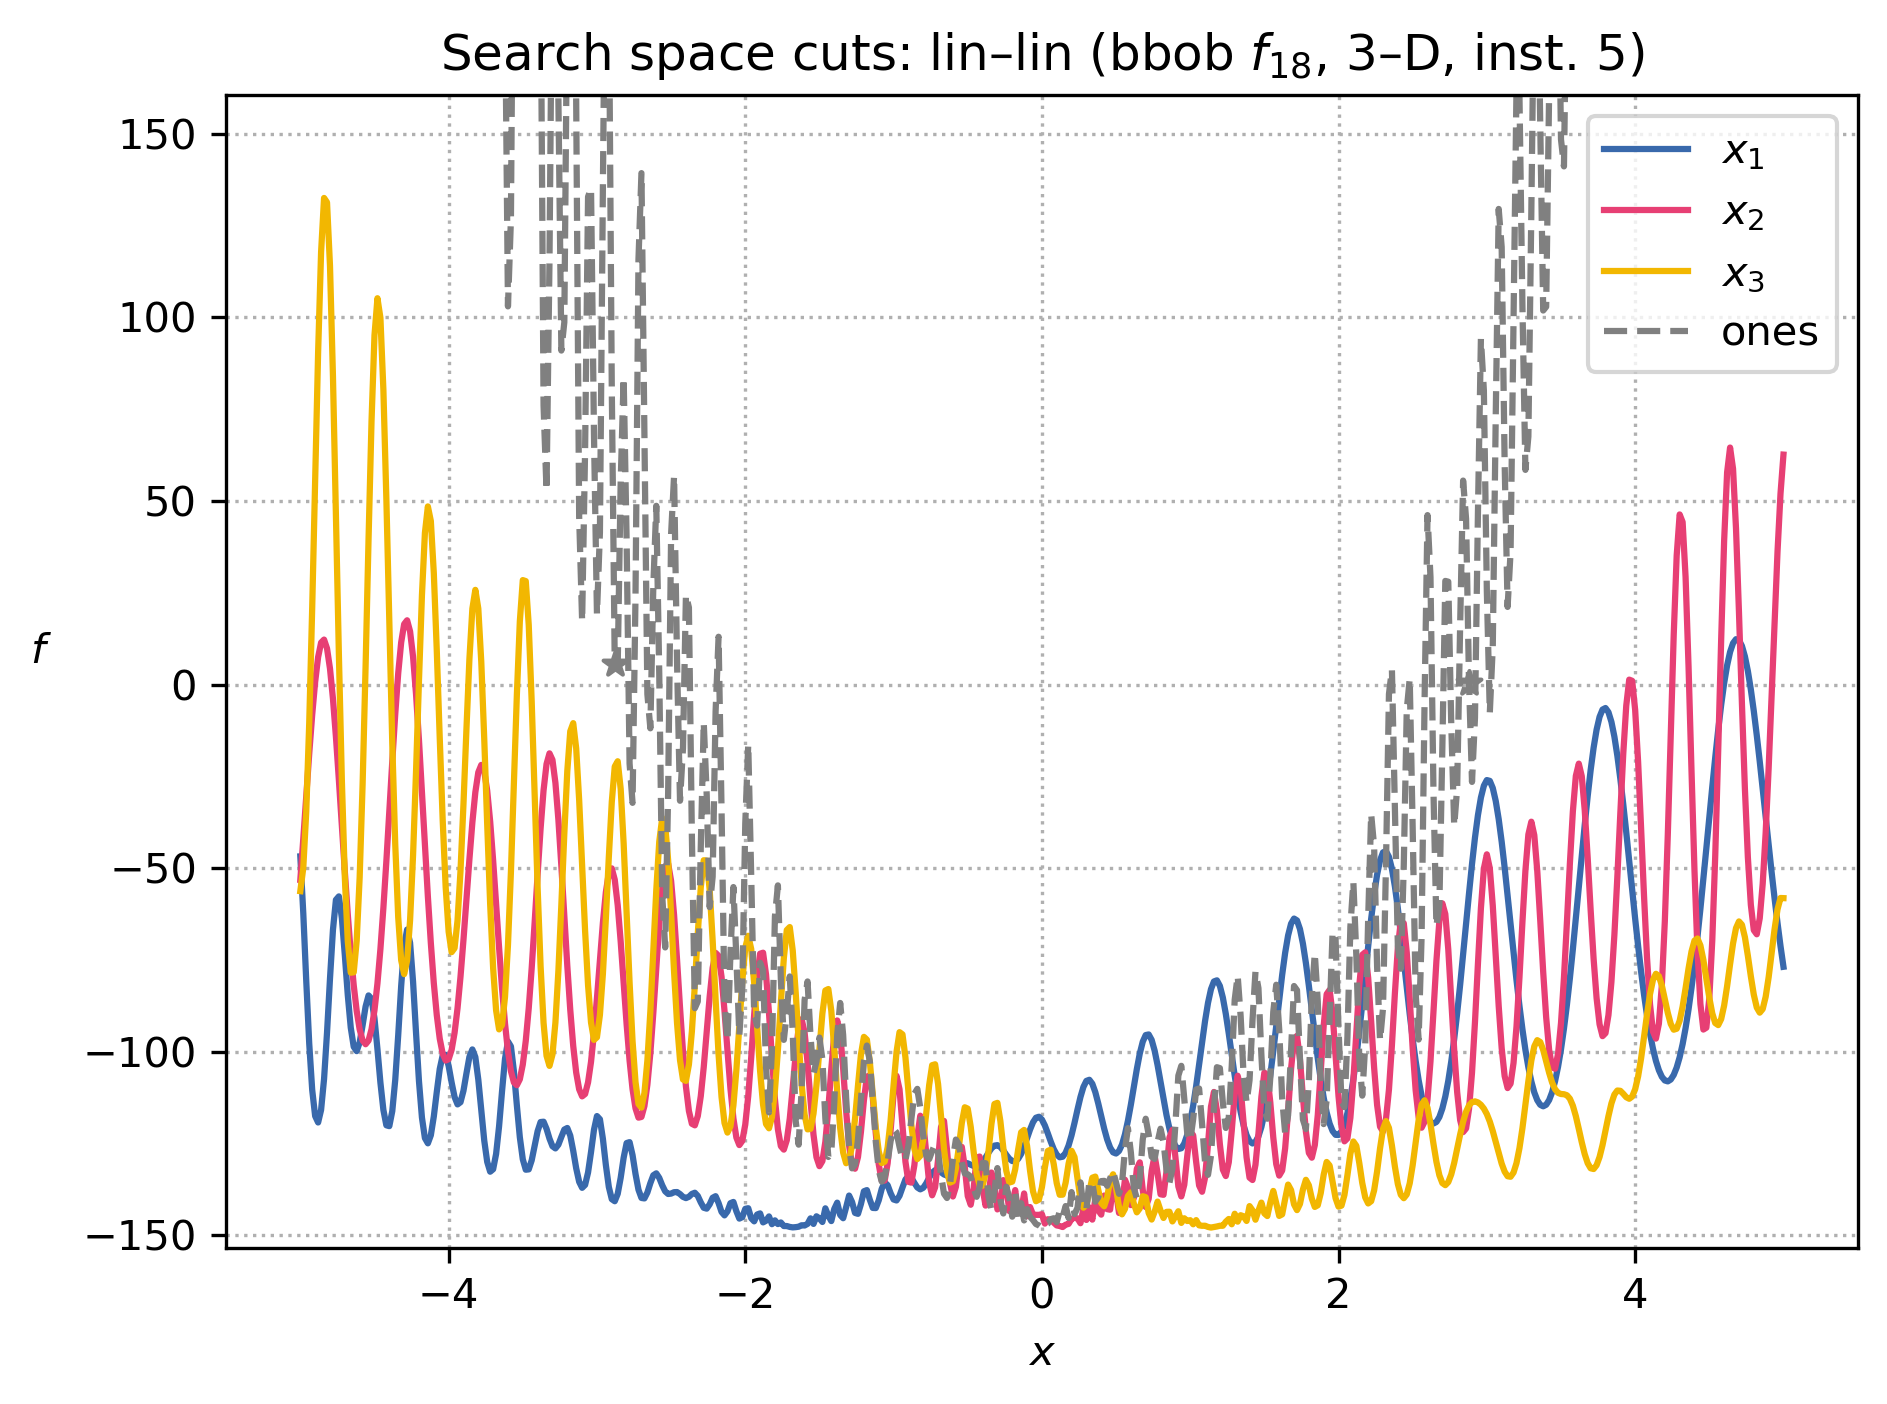 Search space cuts: lin–lin (bbob f18, 3–D, inst. 5)
150
100
50
0
−50
−100
−150
f
x1
x2
x3
ones
−4
−2
0
2
4
x